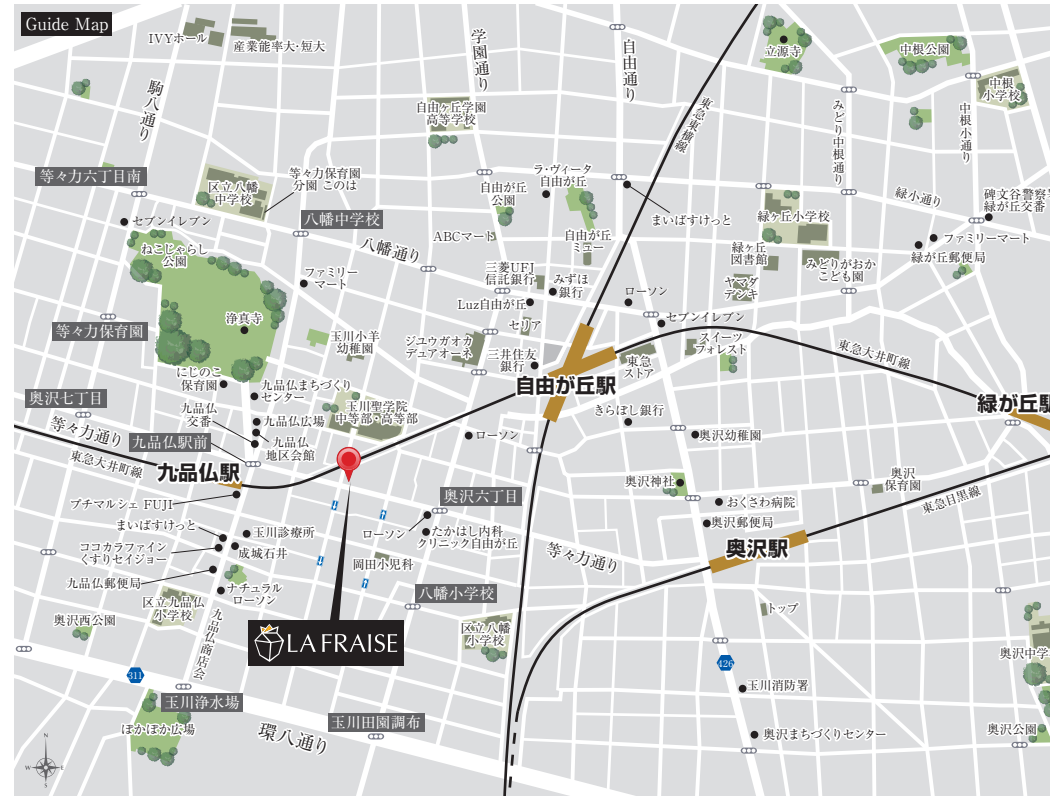 Guide Map
IVYホール
産業能率大・短大
駒八通り
学園通り
自由通り
東急東横線
立源寺
中根公園
中根
小学校
みどり中根通り
中根小通り
自由ヶ丘学園
高等学校
等々力六丁目南
区立八幡
中学校
等々力保育園
分園 このは
八幡中学校
八幡通り
自由が丘
公園
ラ・ヴィータ
自由が丘
まいばすけっと
緑ヶ丘小学校
緑小通り
碑文谷警察署
緑が丘交番
ファミリーマート
緑が丘郵便局
セブンイレブン
ねこじゃらし
公園
ABCマート
自由が丘
ミュー
緑ヶ丘
図書館
みどりがおか
こども園
ファミリー
マート
三菱UFJ
信託銀行
みずほ
銀行
ヤマダ
デンキ
Luz自由が丘
ローソン
セブンイレブン
等々力保育園
浄真寺
玉川小羊
幼稚園
ジユウガオカ
デュアオーネ
セリア
三井住友
銀行
東急
ストア
スイーツ
フォレスト
東急大井町線
自由が丘駅
緑が丘駅
にじのこ
保育園
九品仏まちづくり
センター
奥沢七丁目
九品仏
交番
九品仏広場
九品仏
地区会館
玉川聖学院
中等部・高等部
きらぼし銀行
ローソン
奥沢幼稚園
等々力通り
九品仏駅前
東急大井町線
九品仏駅
奥沢六丁目
奥沢神社
おくさわ病院
奥沢
保育園
東急目黒線
プチマルシェ FUJI
まいばすけっと
玉川診療所
ココカラファイン
くすりセイジョー
成城石井
ローソン
たかはし内科
クリニック自由が丘
奥沢郵便局
奥沢駅
等々力通り
九品仏郵便局
ナチュラル
ローソン
岡田小児科
八幡小学校
区立九品仏
小学校
奥沢西公園
九品仏商店会
LA FRAISE
区立八幡
小学校
トップ
奥沢中学
311
426
玉川消防署
玉川浄水場
玉川田園調布
ぽかぽか広場
環八通り
奥沢まちづくりセンター
奥沢公園
N
W
E
S